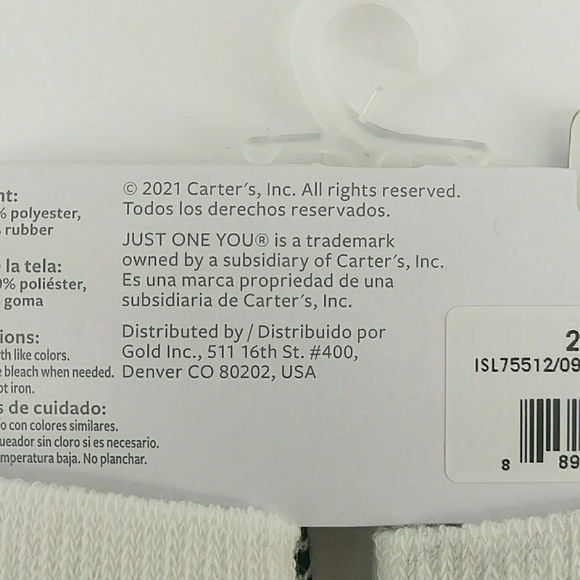 nt:
% polyester,
rubber
la tela:
0% poliéster,
goma
ions:
th like colors.
e bleach when needed.
ot iron.
s de cuidado:
o con colores similares.
queador sin cloro si es necesario.
mperatura baja. No planchar.
© 2021 Carter's, Inc. All rights reserved.
Todos los derechos reservados.
JUST ONE YOU® is a trademark
owned by a subsidiary of Carter's, Inc.
Es una marca propriedad de una
subsidiaria de Carter's, Inc.
Distributed by / Distribuido por
Gold Inc., 511 16th St. #400,
Denver CO 80202, USA
2
ISL75512/09
8 89